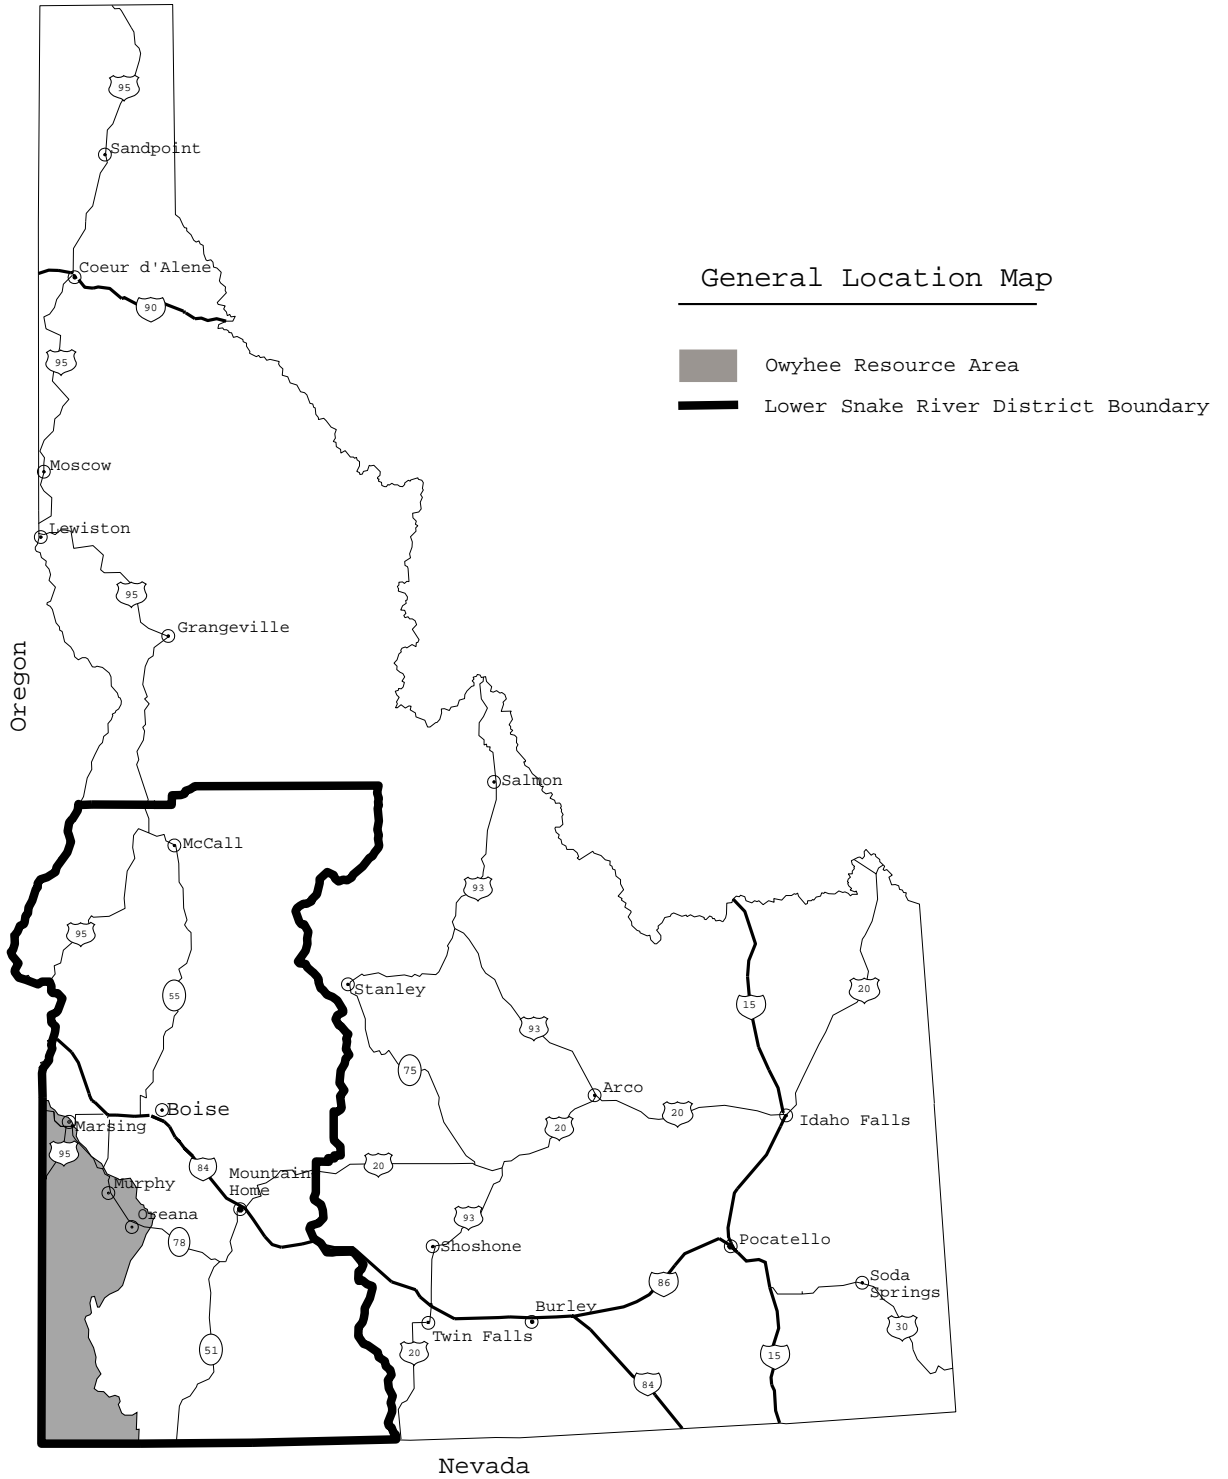 95
Sandpoint
Coeur d'Alene
90
General Location Map
95
Owyhee Resource Area
Lower Snake River District Boundary
Moscow
Lewiston
95
Grangeville
Oregon
Salmon
McCall
93
95
55
Stanley
20
15
93
75
Arco
Boise
20
Idaho Falls
20
Marsing
95
84
20
Mountain
Home
Murphy
Oreana
93
78
Shoshone
Pocatello
86
Soda
Springs
Burley
30
Twin Falls
51
20
15
84
Nevada